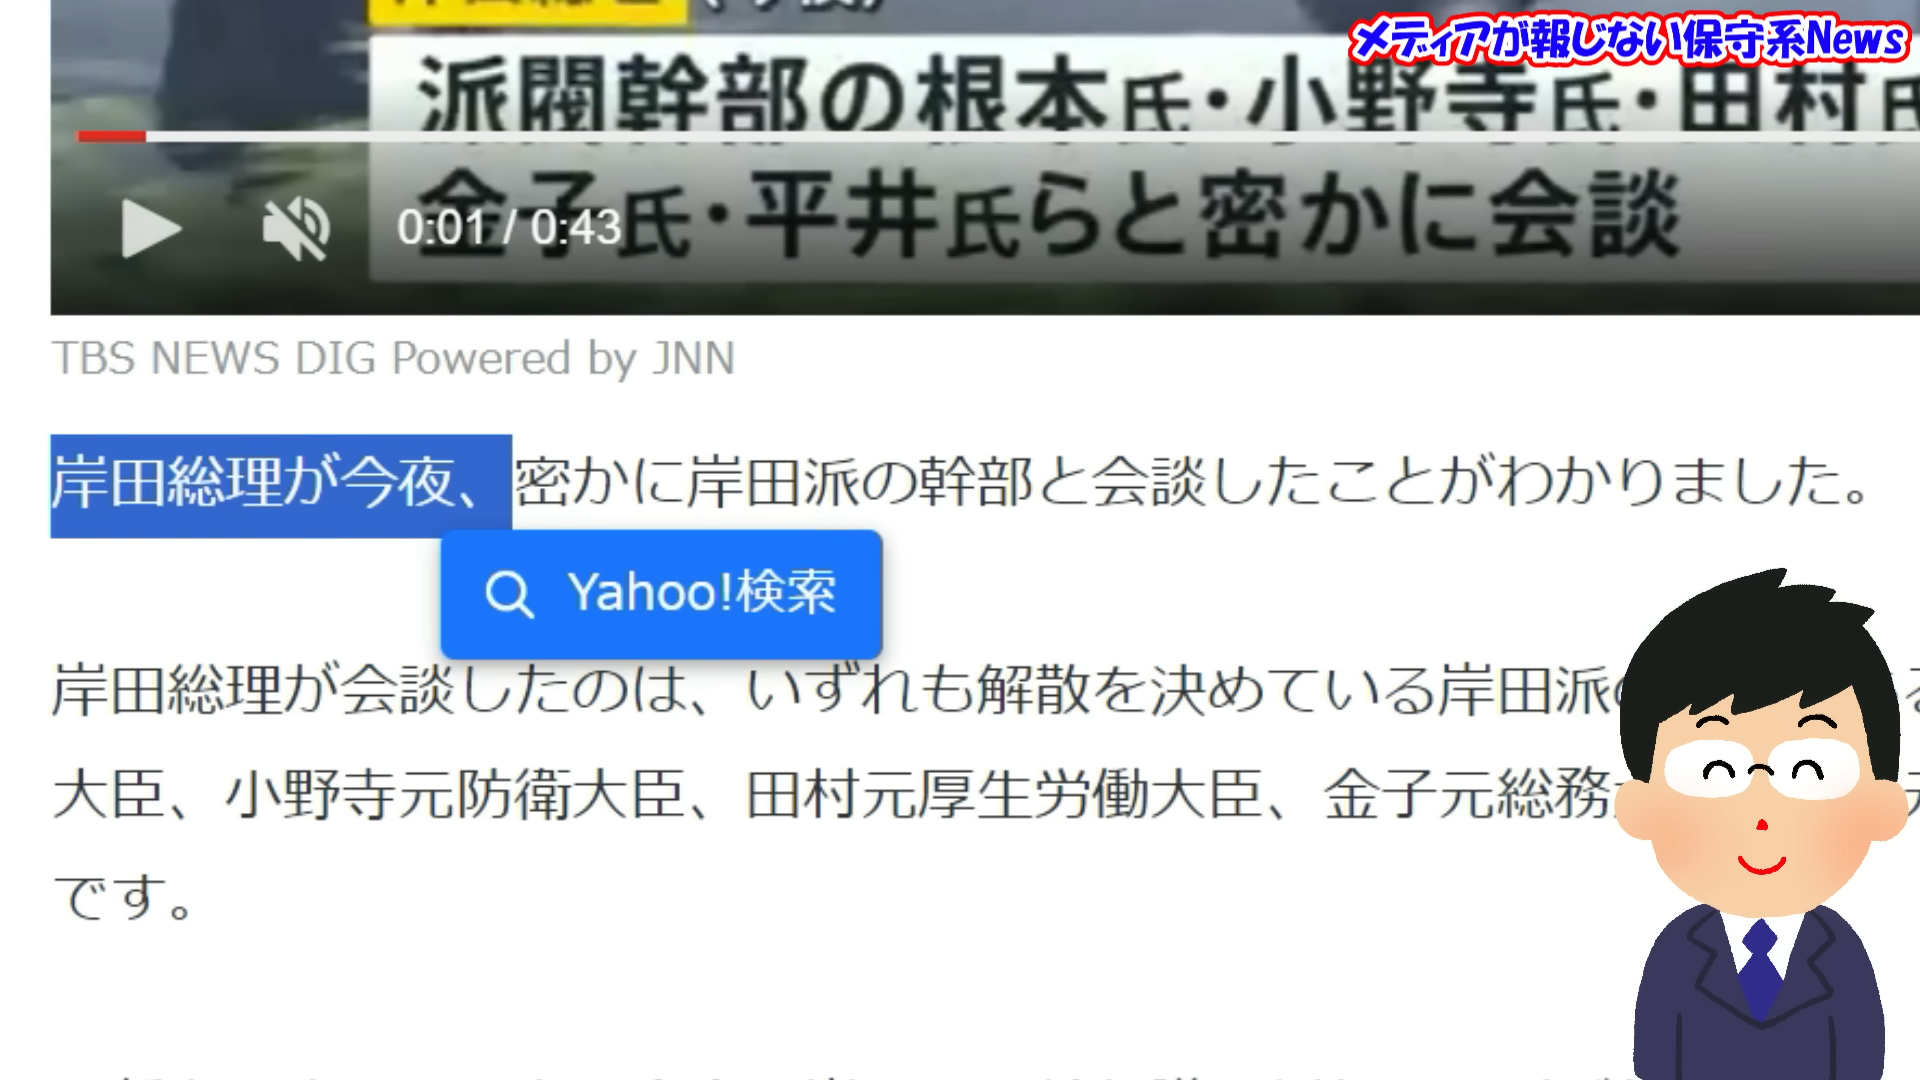 メディアが報じない保守系News
派閥幹部の根本氏・小野寺氏・田村氏
金子氏・平井氏らと密かに会談
0:01 / 0:43
TBS NEWS DIG Powered by JNN
岸田総理が今夜、密かに岸田派の幹部と会談したことがわかりました。
Yahoo!検索
岸田総理が会談したのは、いずれも解散を決めている岸田派
大臣、小野寺元防衛大臣、田村元厚生労働大臣、金子元総務
です。